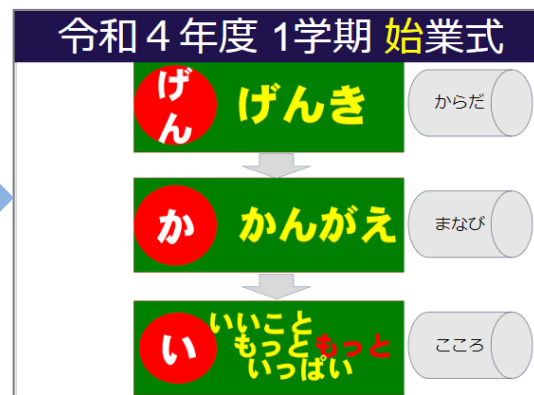 令和４年度 1学期 始業式
げん
げんき
からだ
か
かんがえ
まなび
い
いいこと
もっともっと
いっぱい
こころ